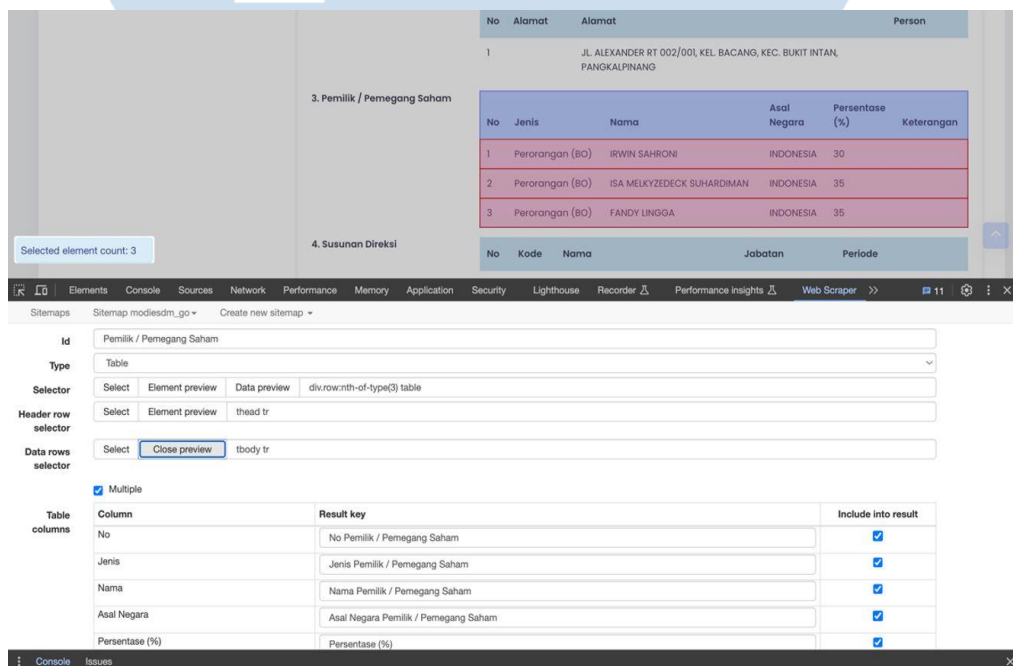 No Alamat Alamat Person
1 JL. ALEXANDER RT 002/001, KEL. BACANG, KEC. BUKIT INTAN,
PANGKALPINANG
3. Pemilik / Pemegang Saham
No Jenis Nama Asal Negara Persentase (%) Keterangan
1 Perorangan (BO) IRWIN SAHRONI INDONESIA 30
2 Perorangan (BO) ISA MELKYZEDECK SUHARDIMAN INDONESIA 35
3 Perorangan (BO) FANDY LINGGA INDONESIA 35
Selected element count: 3
4. Susunan Direksi
No Kode Nama Jabatan Periode
Elements Console Sources Network Performance Memory Application Security Lighthouse Recorder Performance insights Web Scraper >> 11
Sitemaps Sitemap modiesdm_go Create new sitemap
Id Pemilik / Pemegang Saham
Type Table
Selector Select Element preview Data preview div.row:nth-of-type(3) table
Header row selector Select Element preview thead tr
Data rows selector Select Close preview tbody tr
Multiple
Table columns Column Result key Include into result
No No Pemilik / Pemegang Saham
Jenis Jenis Pemilik / Pemegang Saham
Nama Nama Pemilik / Pemegang Saham
Asal Negara Asal Negara Pemilik / Pemegang Saham
Persentase (%) Persentase (%)
Console Issues